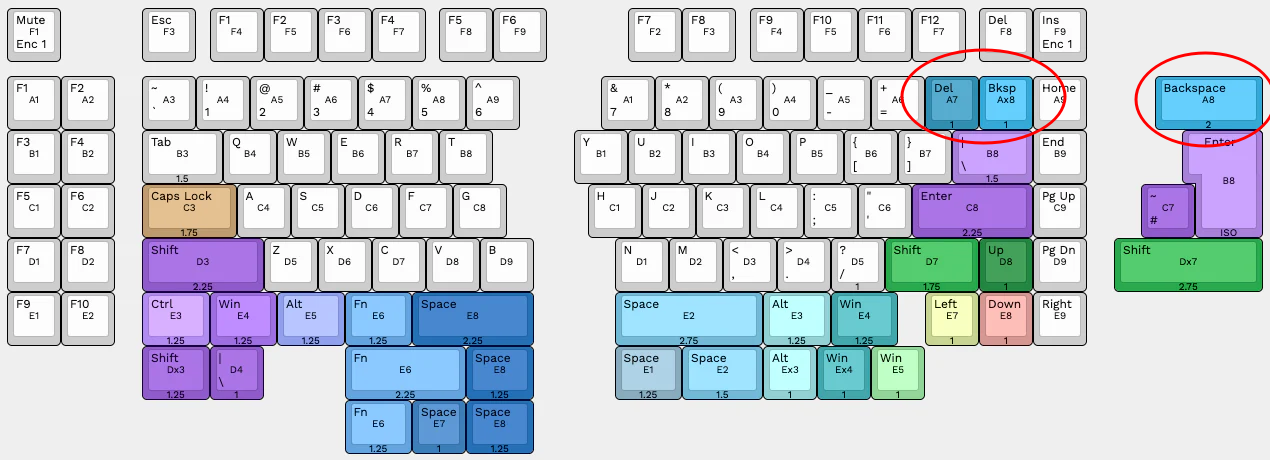 Mute Esc F1 F2 F3 F4 F5 F6 F7 F8 F9 F10 F11 F12 Del Ins
F1 F3 F4 F5 F6 F7 F8 F9 F2 F3 F4 F5 F6 F7 F8 F9
Enc 1 Enc 1
F1 F2 ~ ! @ # $ % ^ & * ( ) _ + Del Bksp Home Backspace
A1 A2 A3 A4 A5 A6 A7 A8 A9 A1 A2 A3 A4 A5 A6 A7 Ax8 A9 A8
` 1 2 3 4 5 6 7 8 9 0 - =
1 1 2
F3 F4 Tab Q W E R T Y U I O P { } | End Enter
B1 B2 B3 B4 B5 B6 B7 B8 B1 B2 B3 B4 B5 B6 B7 B8 B9
[ ] \
1.5 1.5 B8
F5 F6 Caps Lock A S D F G H J K L : " Enter Pg Up ~
C1 C2 C3 C4 C5 C6 C7 C8 C1 C2 C3 C4 C5 C6 C8 C9 C7
; ' #
1.75 2.25 ISO
F7 F8 Shift Z X C V B N M < > ? Shift Up Pg Dn Shift
D1 D2 D3 D5 D6 D7 D8 D9 D1 D2 D3 D4 D5 D7 D8 D9 Dx7
, . /
2.25 1 1.75 1 2.75
F9 F10 Ctrl Win Alt Fn Space Space Alt Win Left Down Right
E1 E2 E3 E4 E5 E6 E8 E2 E3 E4 E7 E8 E9
1.25 1.25 1.25 1.25 2.25 2.75 1.25 1.25 1 1
Shift | Fn Space Space Space Alt Win Win
Dx3 D4 E6 E8 E1 E2 Ex3 Ex4 E5
\
1.25 1 2.25 1.25 1.25 1.5 1 1 1
Fn Space Space
E6 E7 E8
1.25 1 1.25